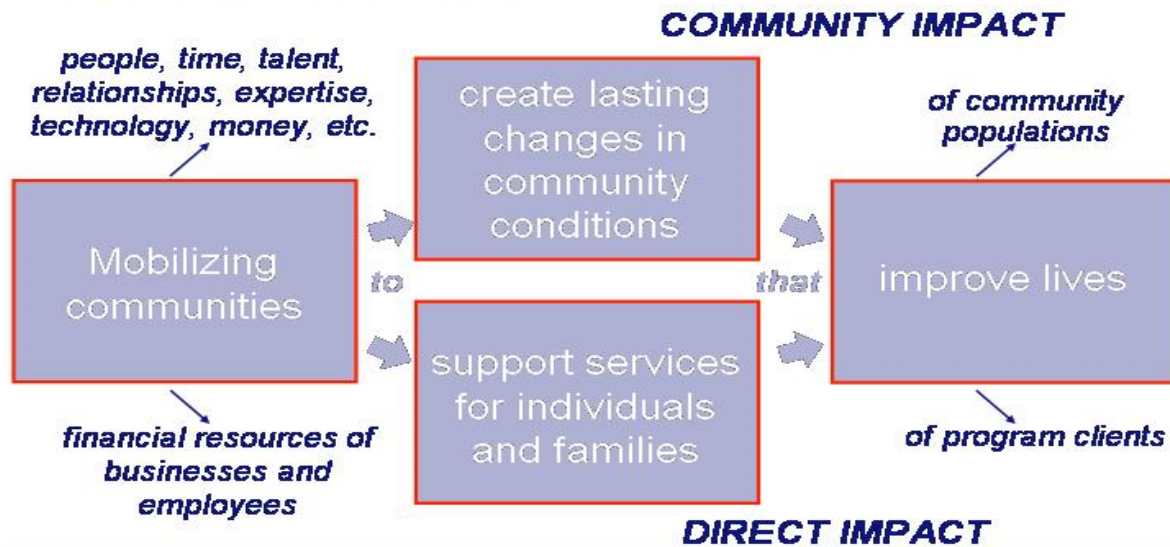 COMMUNITY IMPACT
people, time, talent,
relationships, expertise,
technology, money, etc.
create lasting
changes in
community
conditions
of community
populations
Mobilizing
communities
to
that
improve lives
support services
for individuals
and families
financial resources of
businesses and
employees
of program clients
DIRECT IMPACT